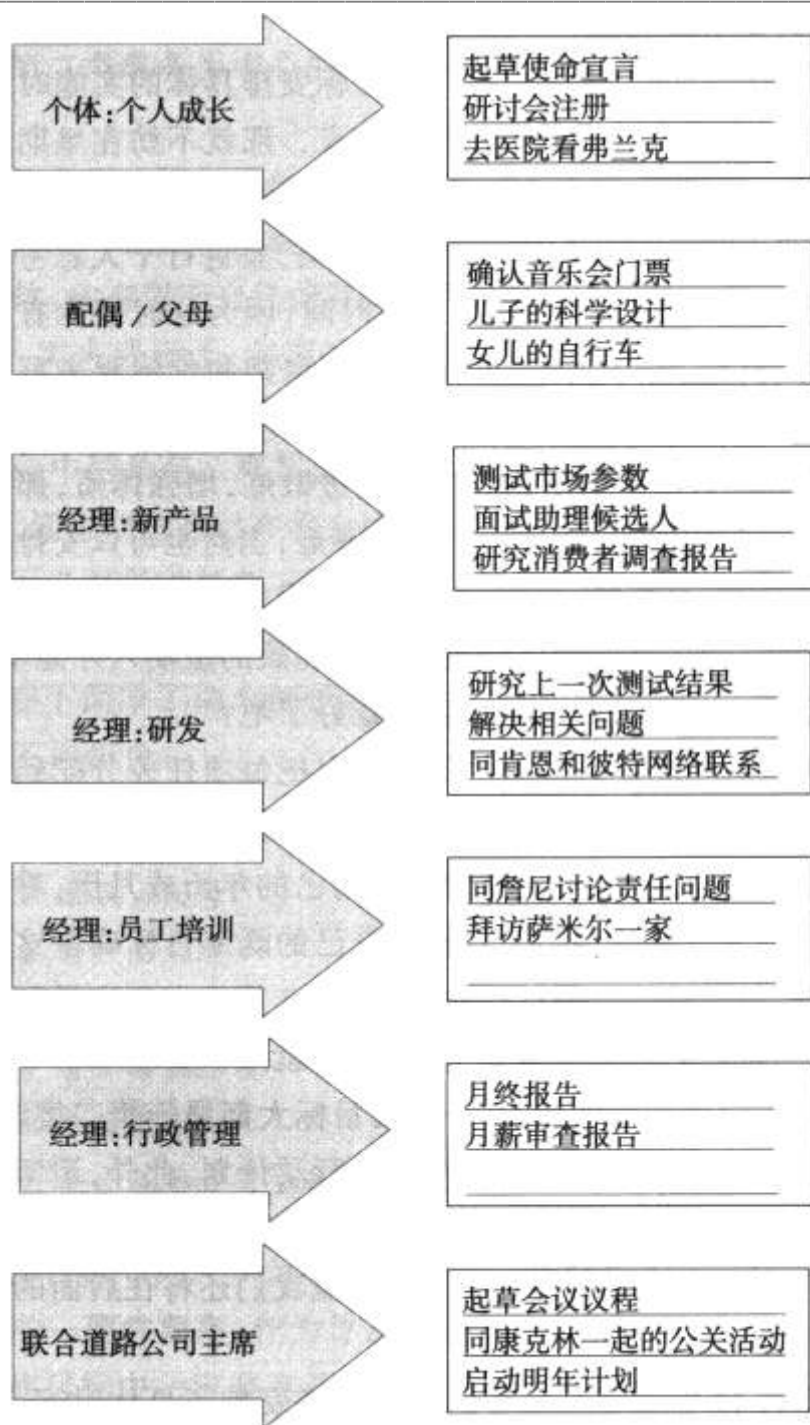 个体:个人成长
起草使命宣言
研讨会注册
去医院看弗兰克
配偶/父母
确认音乐会门票
儿子的科学设计
女儿的自行车
经理:新产品
测试市场参数
面试助理候选人
研究消费者调查报告
经理:研发
研究上一次测试结果
解决相关问题
同肯恩和彼特网络联系
经理:员工培训
同詹尼讨论责任问题
拜访萨米尔一家
经理:行政管理
月终报告
月薪审查报告
联合道路公司主席
起草会议议程
同康克林一起的公关活动
启动明年计划